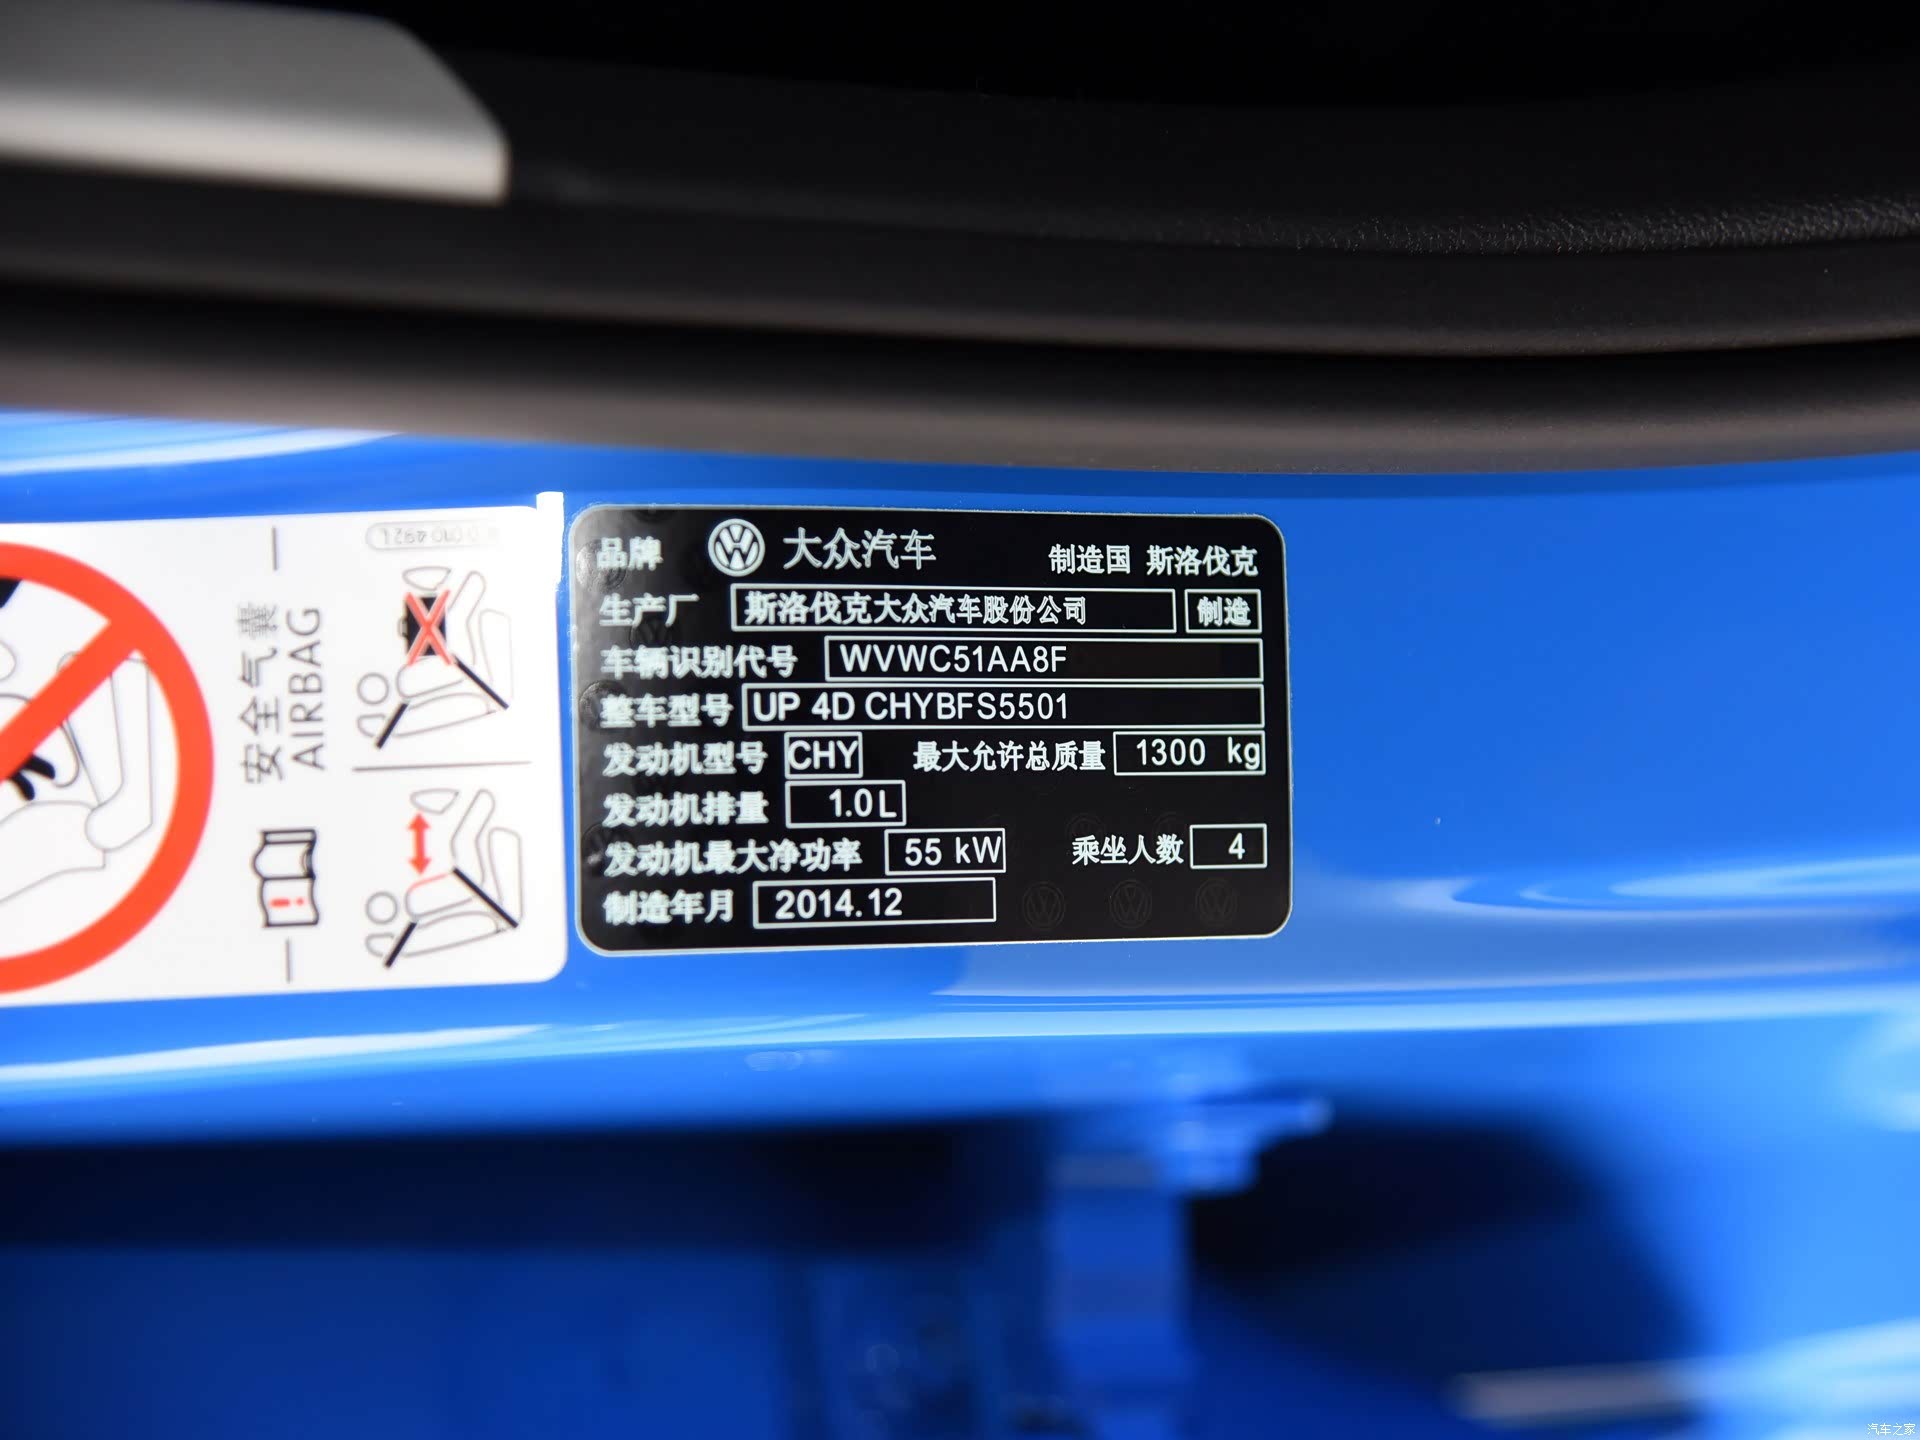 品牌 大众汽车 制造国 斯洛伐克
生产厂 斯洛伐克大众汽车股份公司 制造
车辆识别代号 WVWC51AA8F
整车型号 UP 4D CHYBFS5501
发动机型号 CHY 最大允许总质量 1300 kg
发动机排量 1.0L
发动机最大净功率 55 kW 乘坐人数 4
制造年月 2014.12
安全气囊
AIRBAG
汽车之家